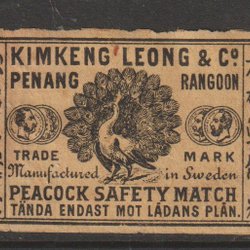 KIMKENG LEONG & Cº
PENANG RANGOON
TRADE MARK
Manufactured in Sweden
PEACOCK SAFETY MATCH
TÄNDA ENDAST MOT LÅDANS PLÅN.